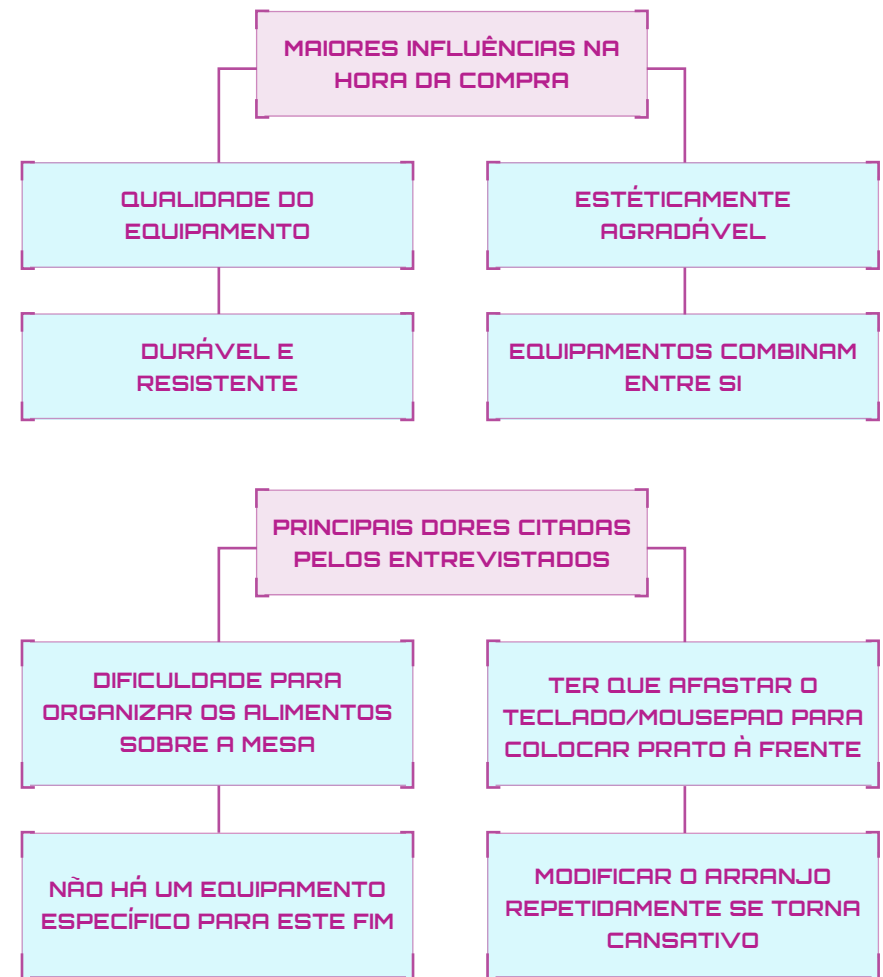 MAIORES INFLUÊNCIAS NA
HORA DA COMPRA
QUALIDADE DO
EQUIPAMENTO
ESTÉTICAMENTE
AGRADÁVEL
DURÁVEL E
RESISTENTE
EQUIPAMENTOS COMBINAM
ENTRE SI
PRINCIPAIS DORES CITADAS
PELOS ENTREVISTADOS
DIFICULDADE PARA
ORGANIZAR OS ALIMENTOS
SOBRE A MESA
TER QUE AFASTAR O
TECLADO/MOUSEPAD PARA
COLOCAR PRATO À FRENTE
NÃO HÁ UM EQUIPAMENTO
ESPECÍFICO PARA ESTE FIM
MODIFICAR O ARRANJO
REPETIDAMENTE SE TORNA
CANSATIVO